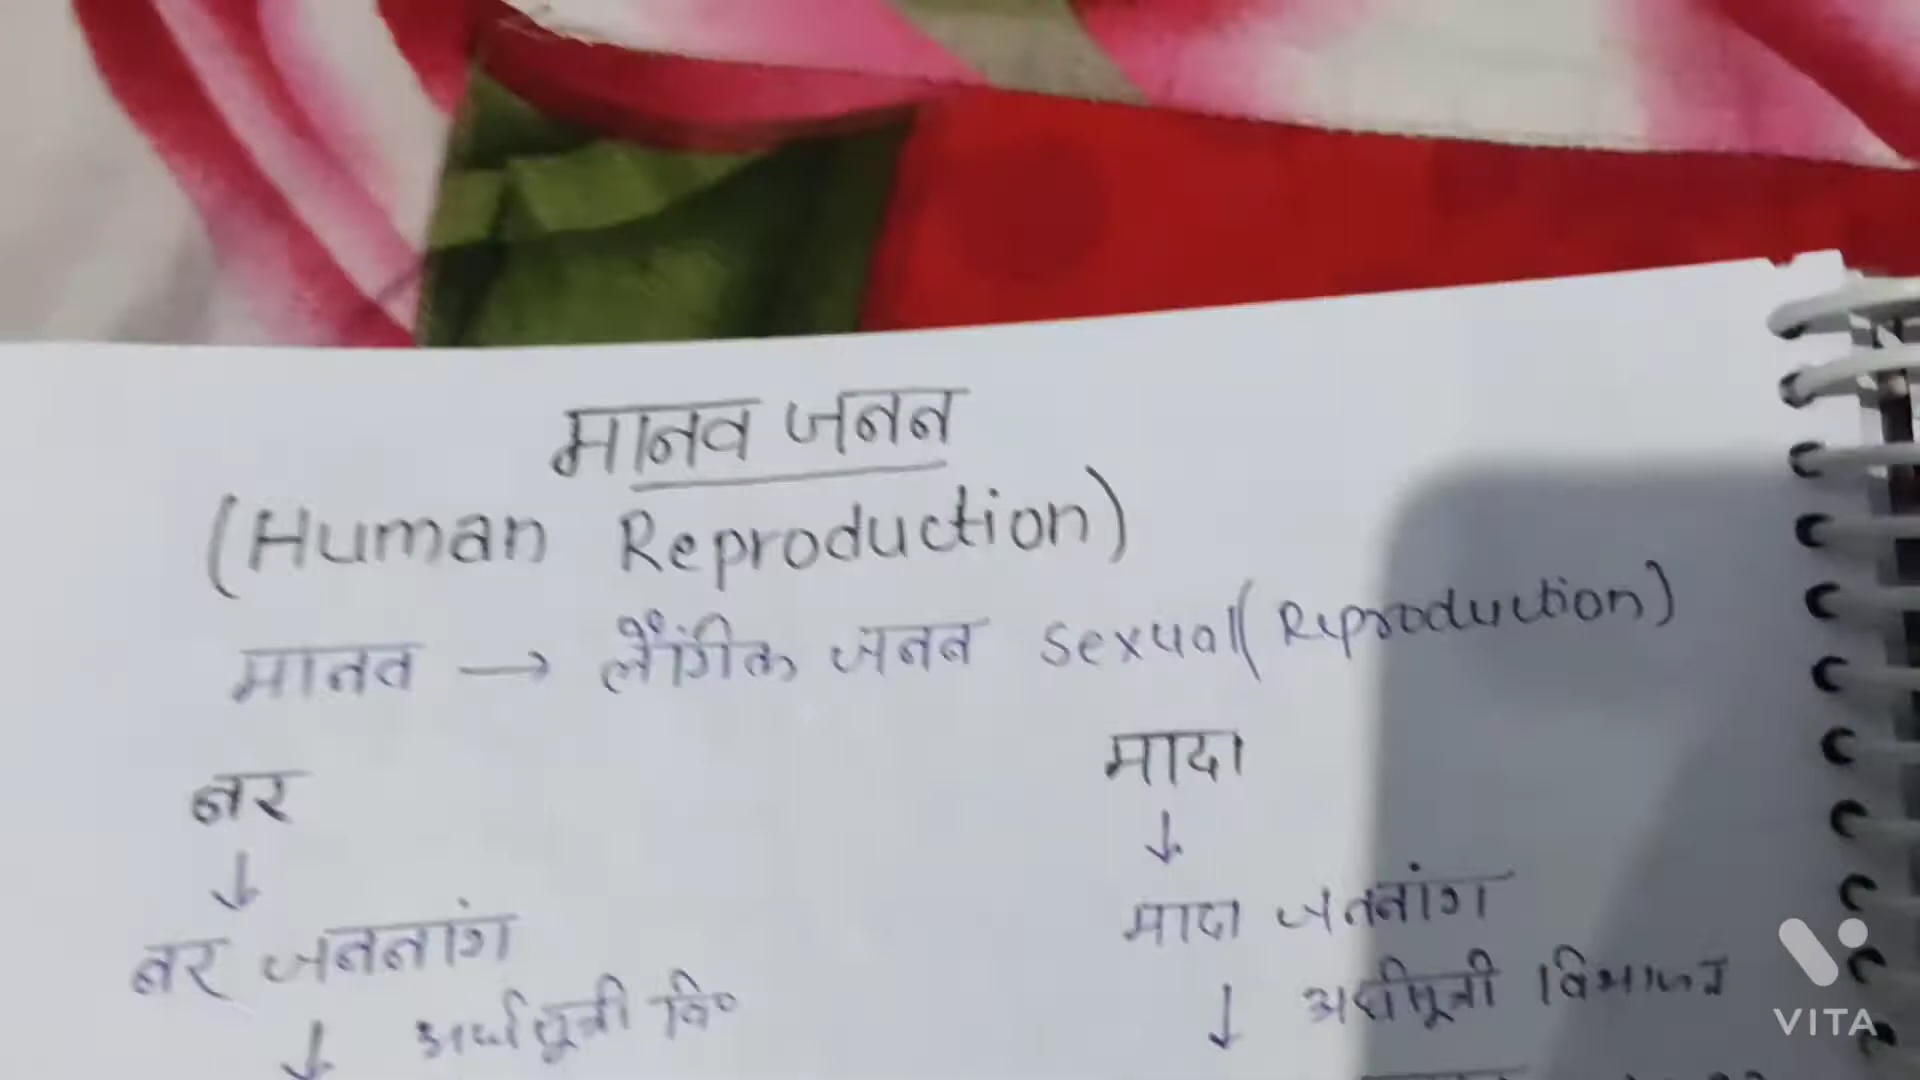 मानव जनन
(Human Reproduction)
मानव → लैंगिक जनन Sexual(Reproduction)
नर
मादा
↓
↓
नर जननांग
मादा जननांग
↓ अर्धसूत्री वि०
↓ अर्धसूत्री विभाजन
VITA